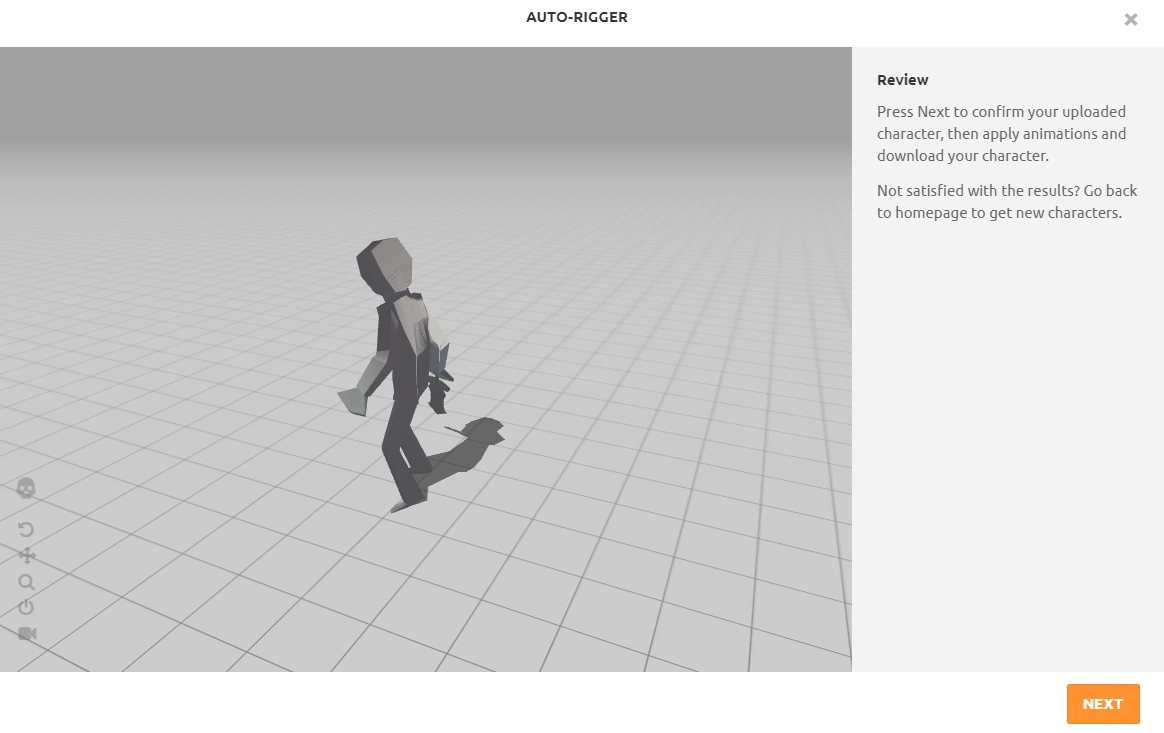 AUTO-RIGGER
Review
Press Next to confirm your uploaded
character, then apply animations and
download your character.
Not satisfied with the results? Go back
to homepage to get new characters.
NEXT